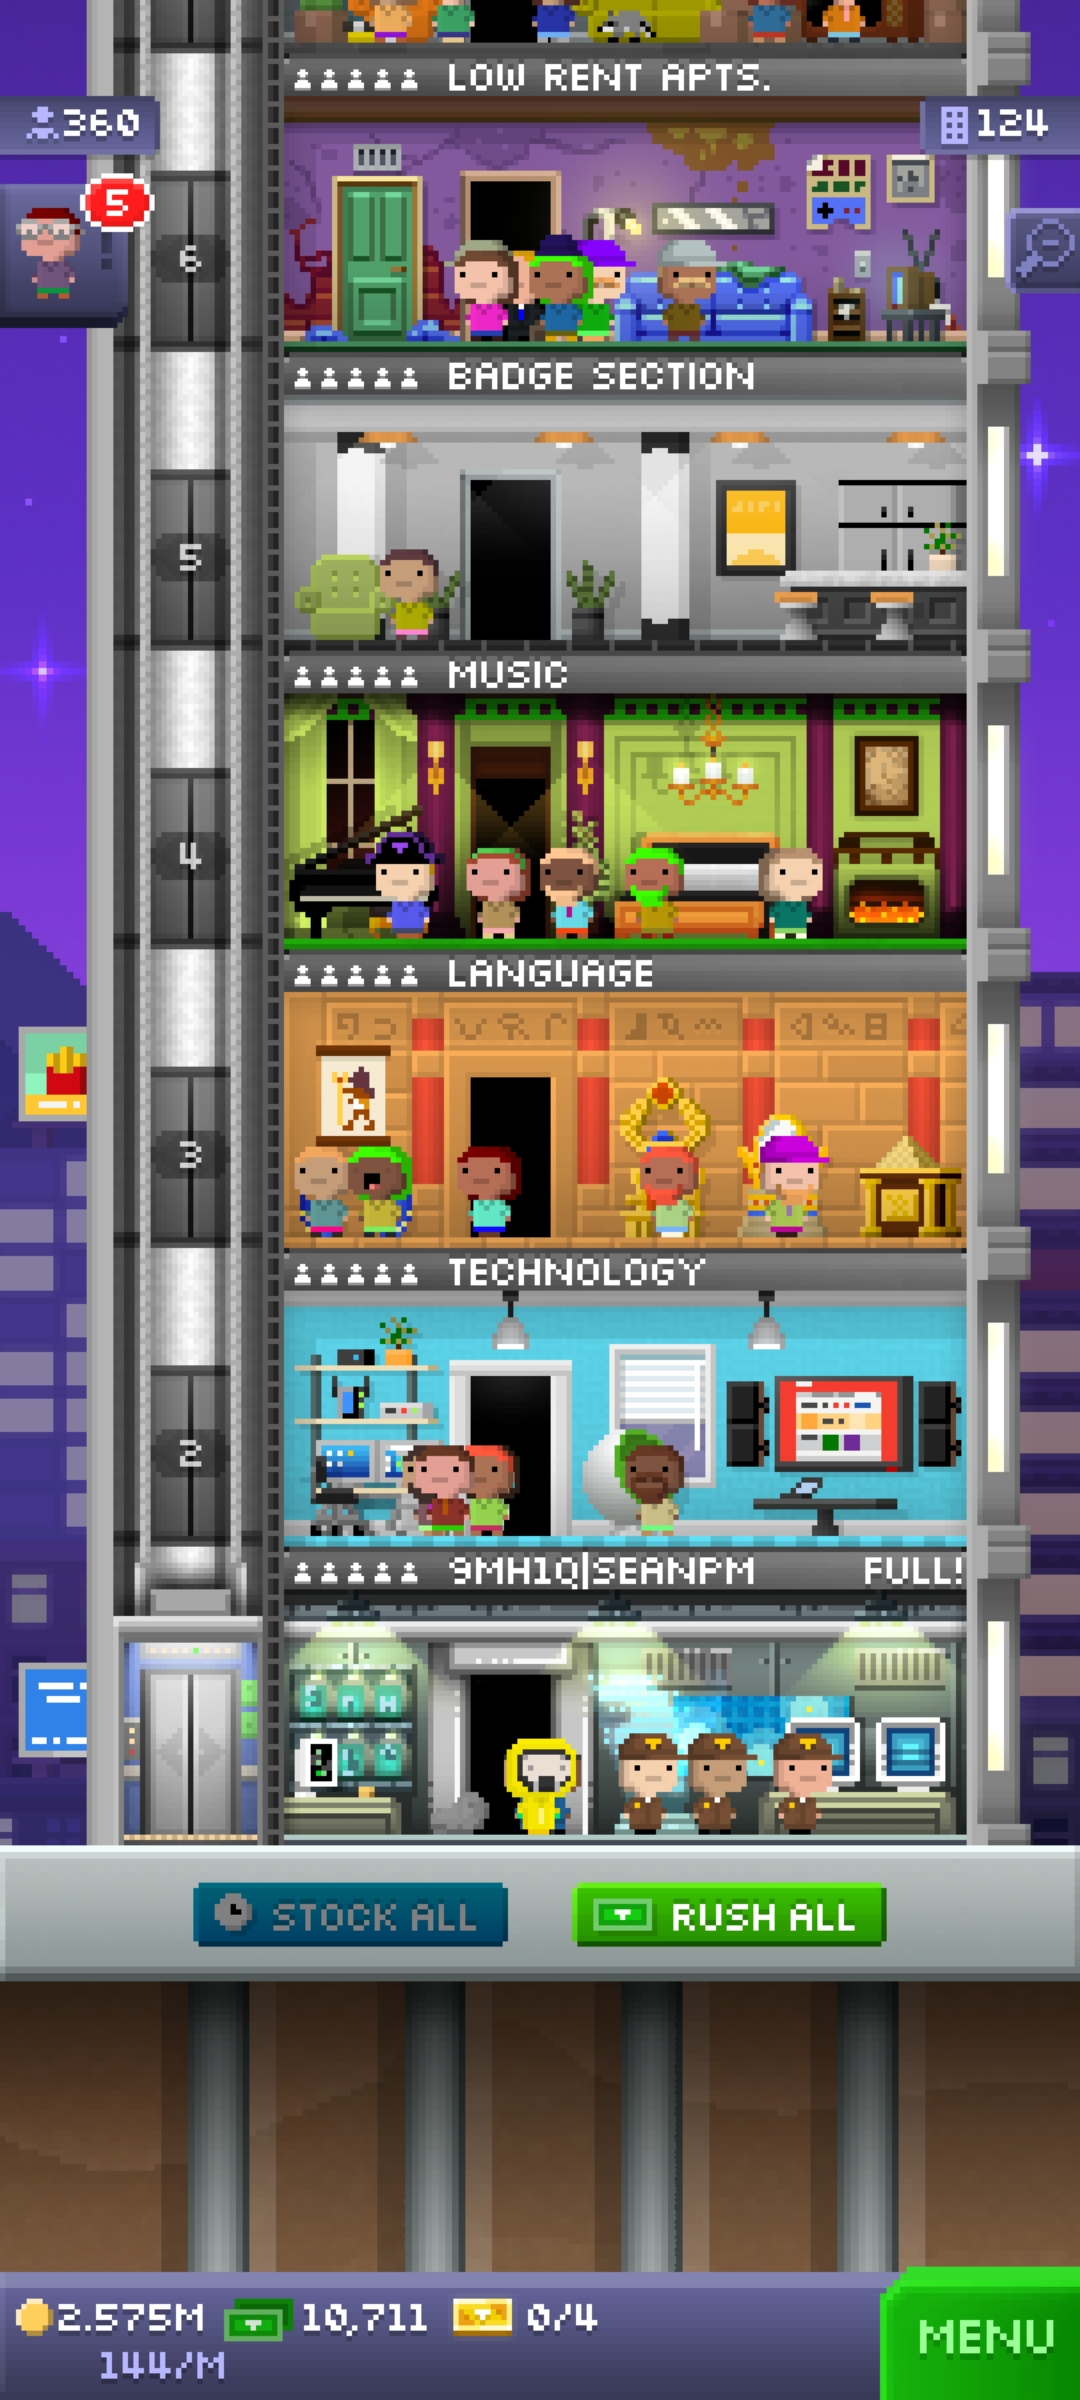 LOW RENT APTS.
360
124
5
6
BADGE SECTION
5
MUSIC
4
LANGUAGE
3
TECHNOLOGY
2
9MH1Q|SEANPM FULL!
STOCK ALL
RUSH ALL
2.575M 10,711 0/4
144/M
MENU